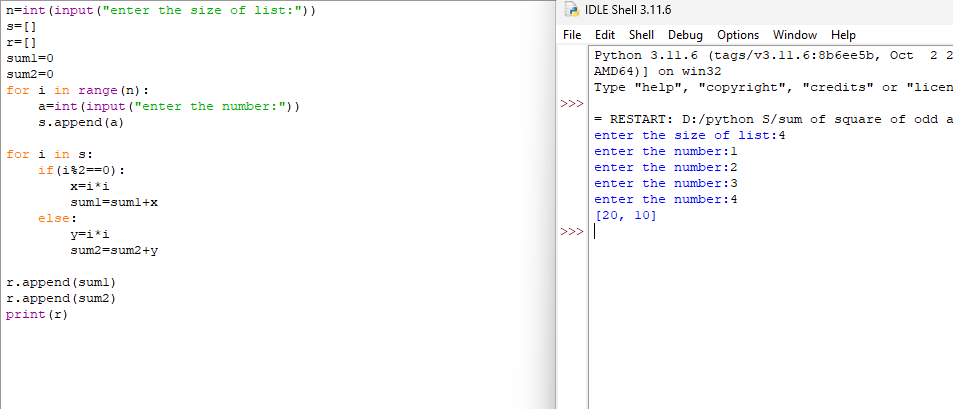 n=int(input("enter the size of list:"))
s=[]
r=[]
sum1=0
sum2=0
for i in range(n):
    a=int(input("enter the number:"))
    s.append(a)

for i in s:
    if(i%2==0):
        x=i*i
        sum1=sum1+x
    else:
        y=i*i
        sum2=sum2+y

r.append(sum1)
r.append(sum2)
print(r)
IDLE Shell 3.11.6
File Edit Shell Debug Options Window Help
Python 3.11.6 (tags/v3.11.6:8b6ee5b, Oct  2 2
AMD64)] on win32
Type "help", "copyright", "credits" or "licen
>>>
= RESTART: D:/python S/sum of square of odd a
enter the size of list:4
enter the number:1
enter the number:2
enter the number:3
enter the number:4
[20, 10]
>>>